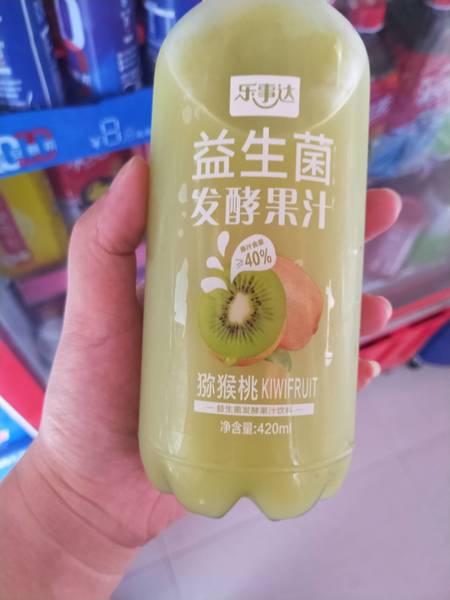 乐事达
益生菌
发酵果汁
果汁含量
≥40%
猕猴桃 KIWIFRUIT
益生菌发酵果汁饮料
净含量:420ml
¥8